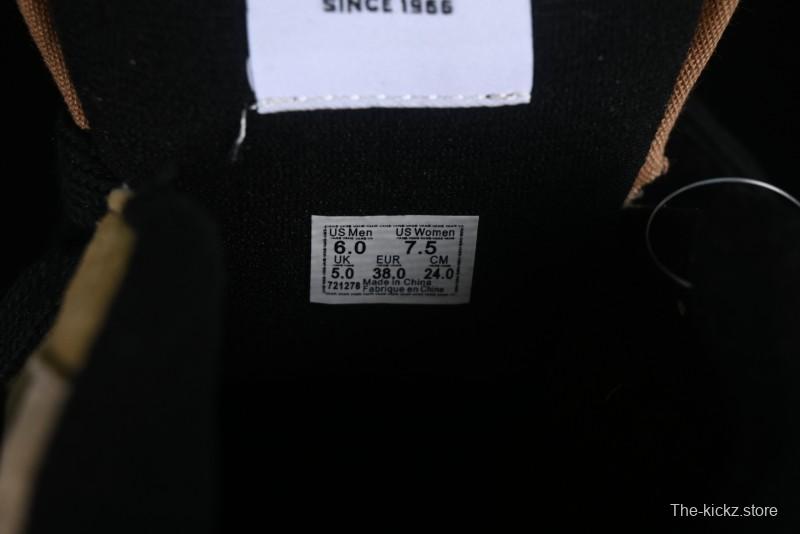 SINCE 1966
US Men US Women
6.0 7.5
UK EUR CM
5.0 38.0 24.0
721278 Made in China
Fabrique en Chine
The-kickz.store